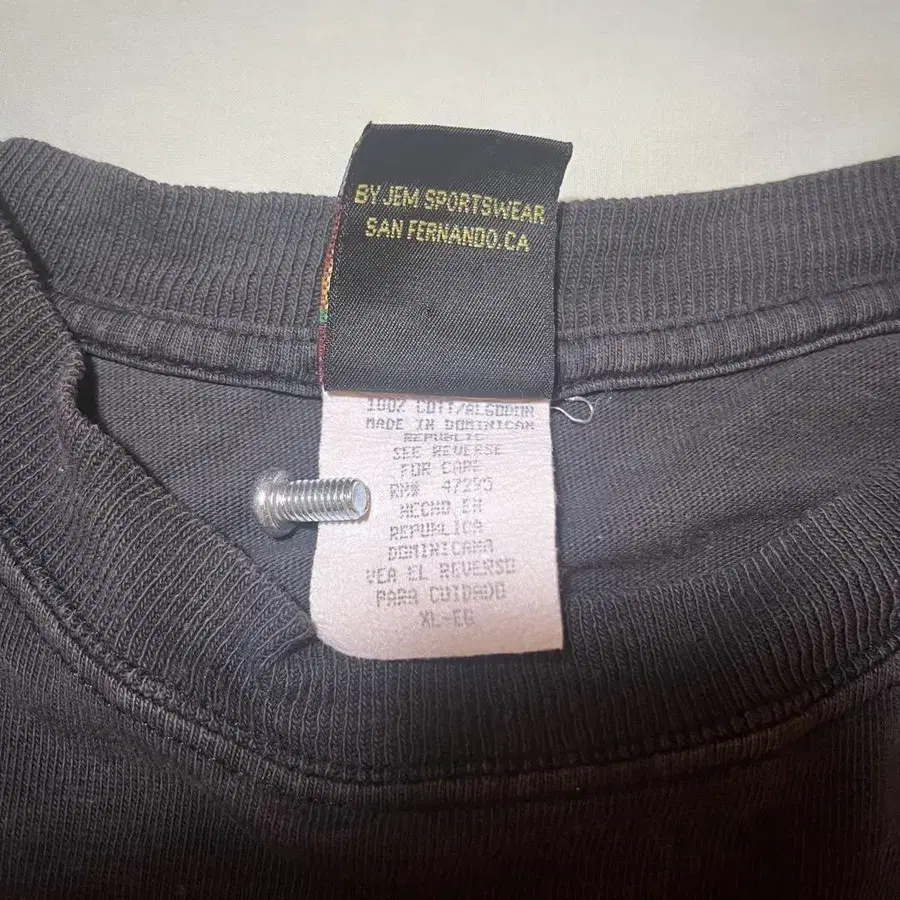 BY JEM SPORTSWEAR
SAN FERNANDO, CA
100% COTT/ALGODON
MADE IN DOMINICAN
REPUBLIC
SEE REVERSE
FOR CARE
RN# 47295
HECHO EN
REPUBLICA
DOMINICANA
VEA EL REVERSO
PARA CUIDADO
XL-EG